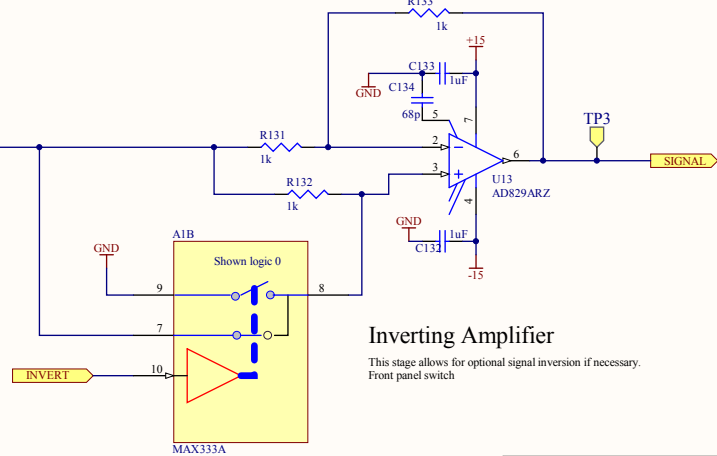 R133
1k
+15
C133
1uF
GND
C134
68p
5
7
TP3
R131
1k
2
3
6
SIGNAL
U13
AD829ARZ
R132
1k
4
GND
1uF
C132
-15
A1B
GND
Shown logic 0
9
8
7
10
INVERT
MAX333A
Inverting Amplifier
This stage allows for optional signal inversion if necessary.
Front panel switch